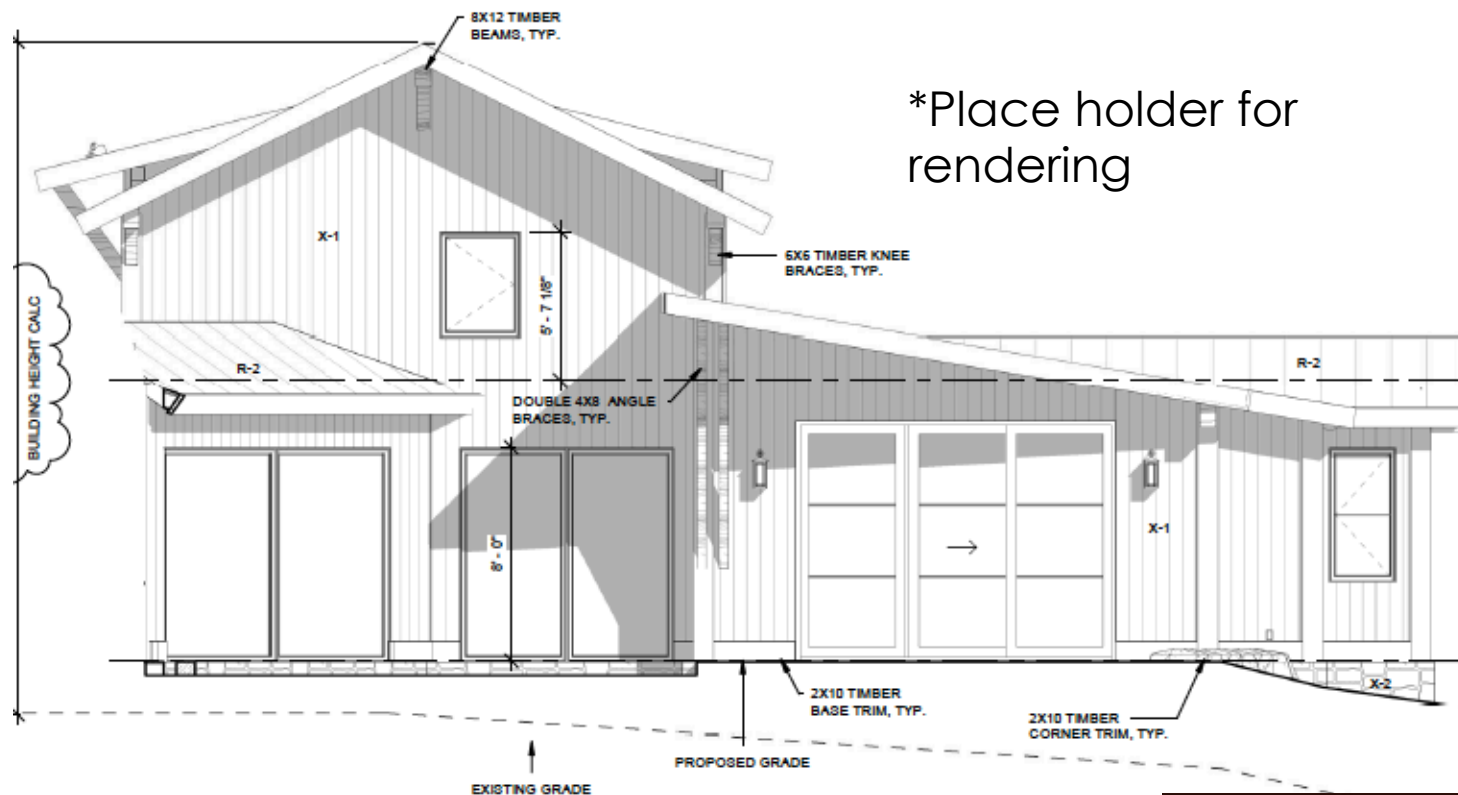 8X12 TIMBER
BEAMS, TYP.
*Place holder for
rendering
X-1
6X6 TIMBER KNEE
BRACES, TYP.
5' - 7 1/8"
BUILDING HEIGHT CALC
R-2
R-2
DOUBLE 4X8 ANGLE
BRACES, TYP.
8' - 0"
X-1
X-2
2X10 TIMBER
BASE TRIM, TYP.
2X10 TIMBER
CORNER TRIM, TYP.
PROPOSED GRADE
EXISTING GRADE